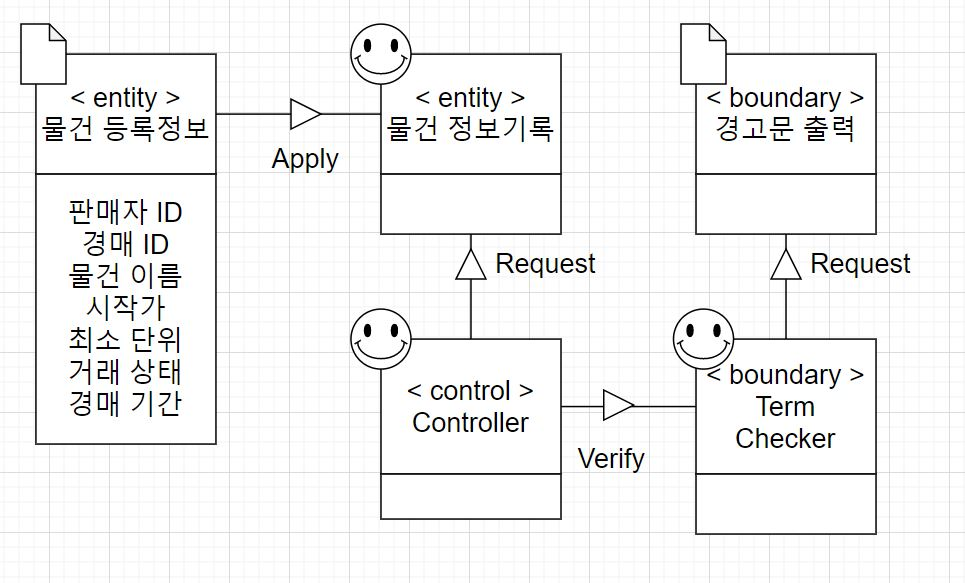 < entity >
물건 등록정보
판매자 ID
경매 ID
물건 이름
시작가
최소 단위
거래 상태
경매 기간
Apply
< entity >
물건 정보기록
< boundary >
경고문 출력
Request
Request
< control >
Controller
Verify
< boundary >
Term
Checker